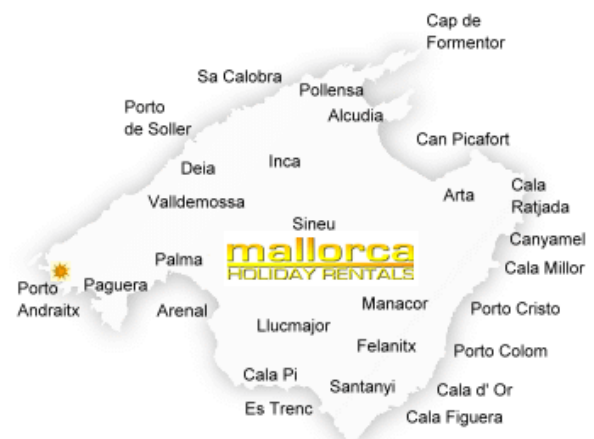 Cap de
Formentor
Sa Calobra
Pollensa
Porto
de Soller
Alcudia
Can Picafort
Deia
Inca
Arta
Cala
Ratjada
Valldemossa
Sineu
Canyamel
mallorca
HOLIDAY RENTALS
Palma
Cala Millor
Porto
Andraitx
Paguera
Arenal
Manacor
Porto Cristo
Llucmajor
Felanitx
Porto Colom
Cala Pi
Santanyi
Cala d' Or
Es Trenc
Cala Figuera